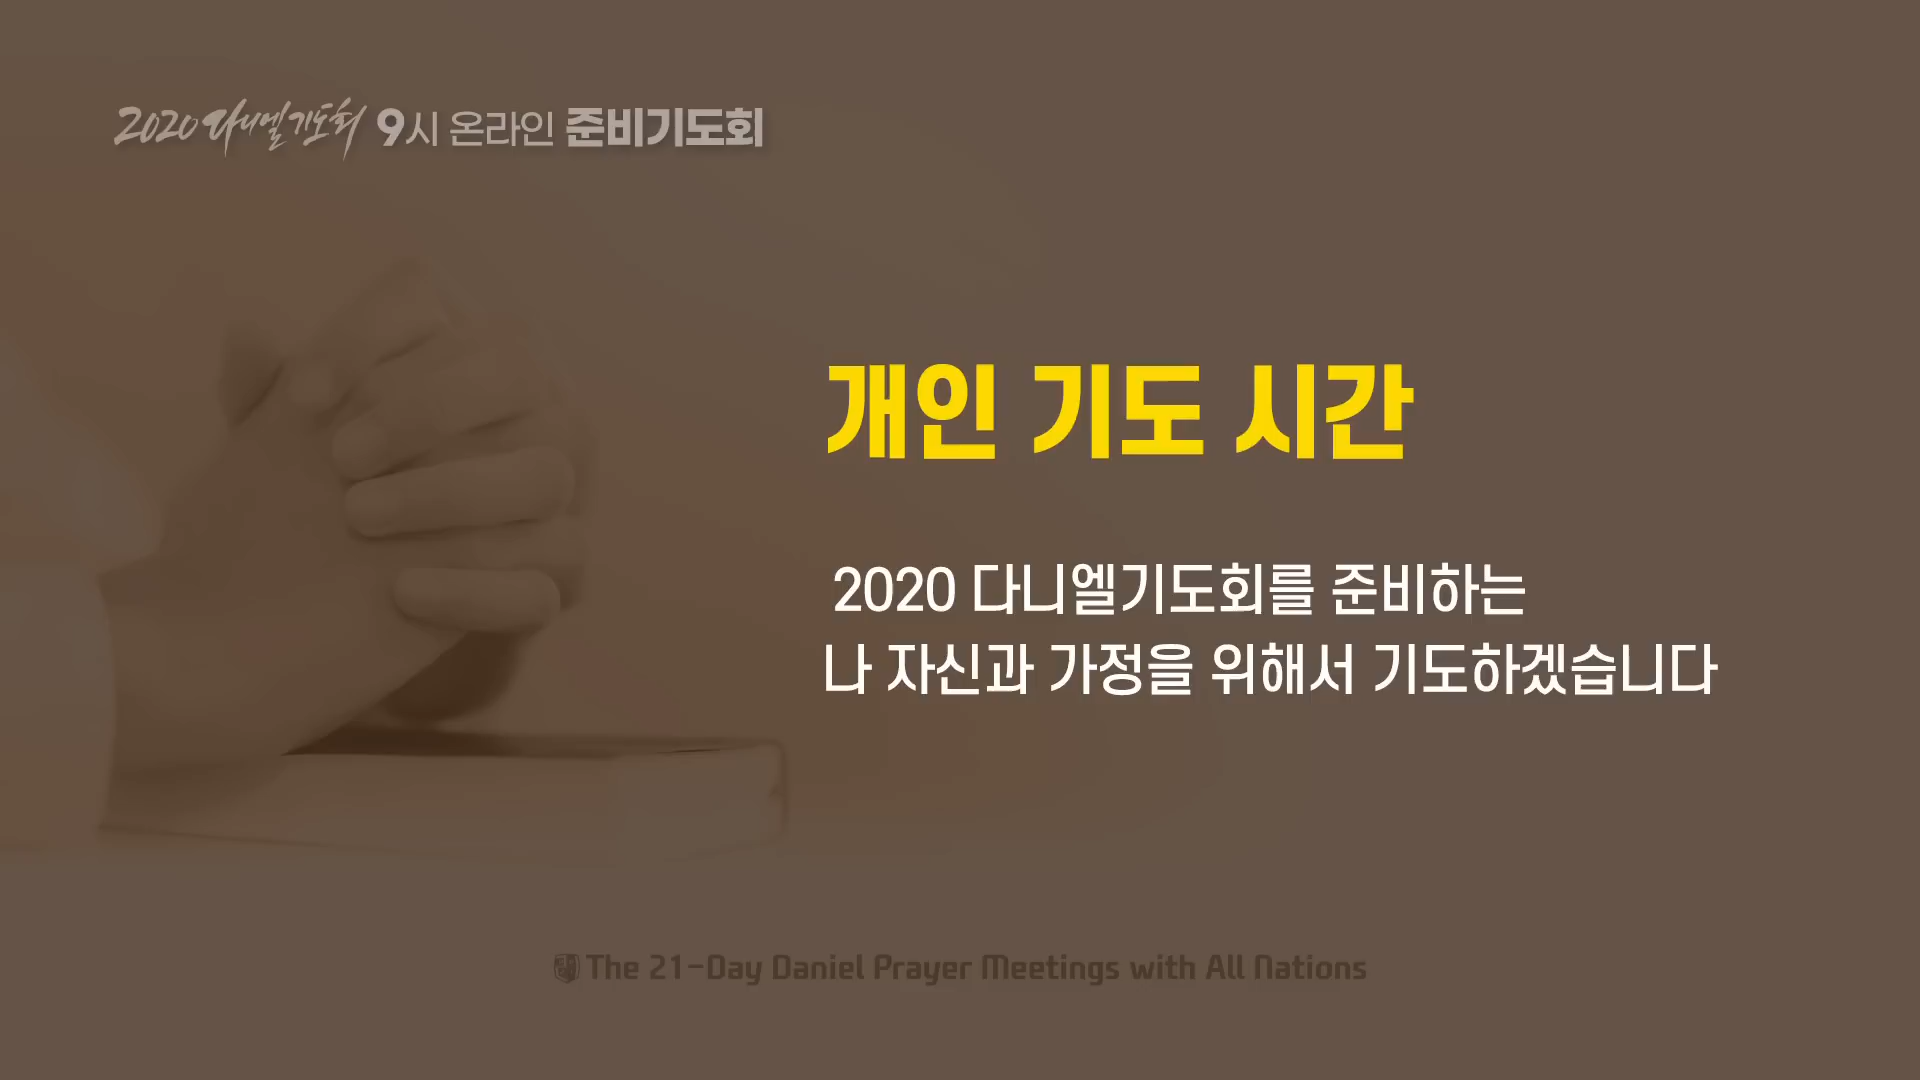 2020 다니엘기도회 9시 온라인 준비기도회
개인 기도 시간
2020 다니엘기도회를 준비하는
나 자신과 가정을 위해서 기도하겠습니다
The 21-Day Daniel Prayer Meetings with All Nations